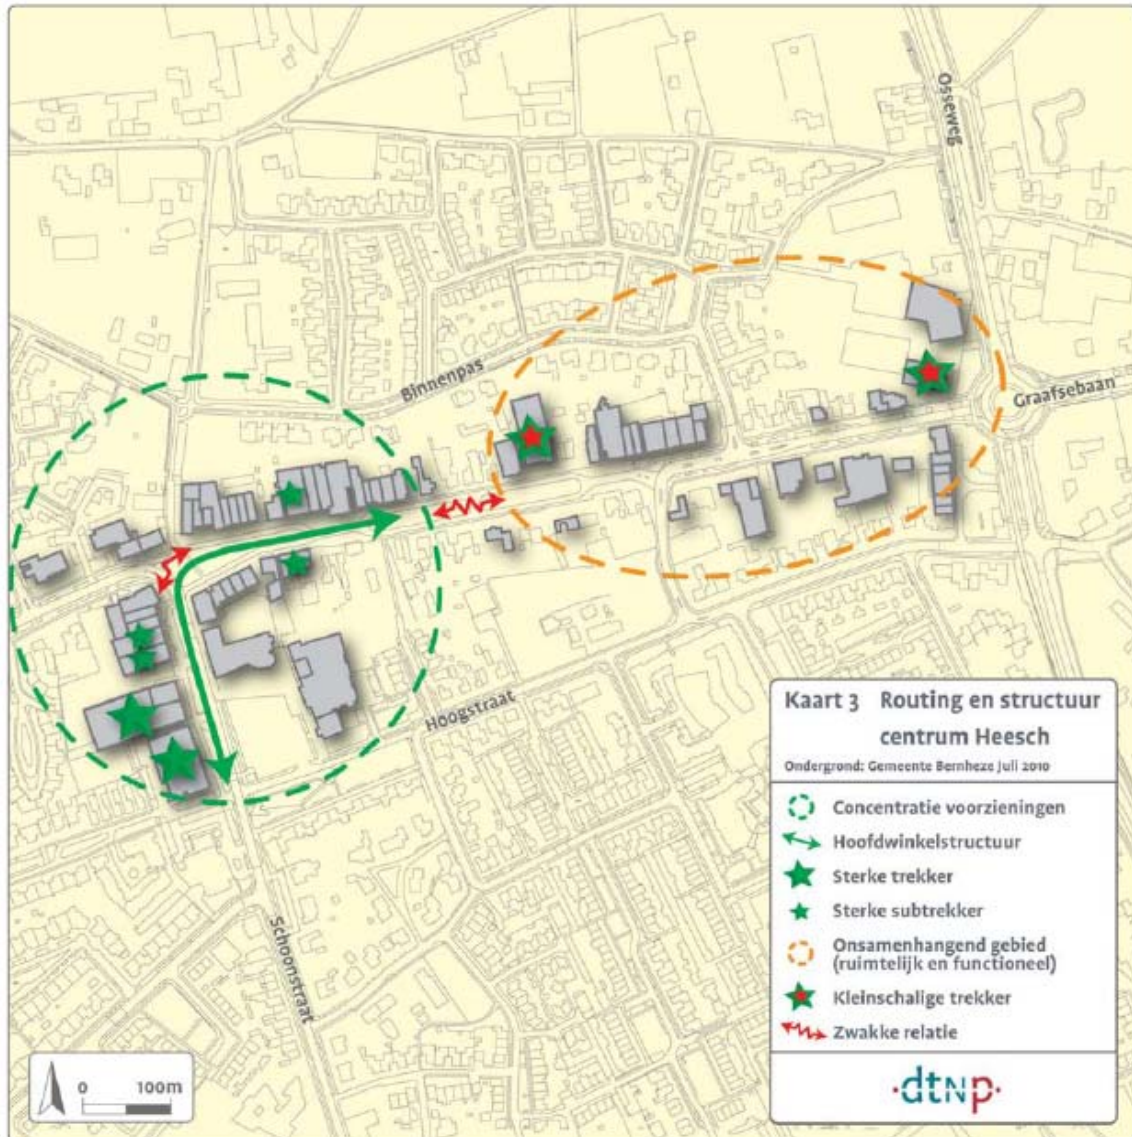 Osseweg
Graafsebaan
Binnenpas
Hoogstraat
Schoonstraat
Kaart 3 Routing en structuur
centrum Heesch
Ondergrond: Gemeente Bernheze Juli 2010
Concentratie voorzieningen
Hoofdwinkelstructuur
Sterke trekker
Sterke subtrekker
Onsamenhangend gebied
(ruimtelijk en functioneel)
Kleinschalige trekker
Zwakke relatie
0 100m
·dtnp·